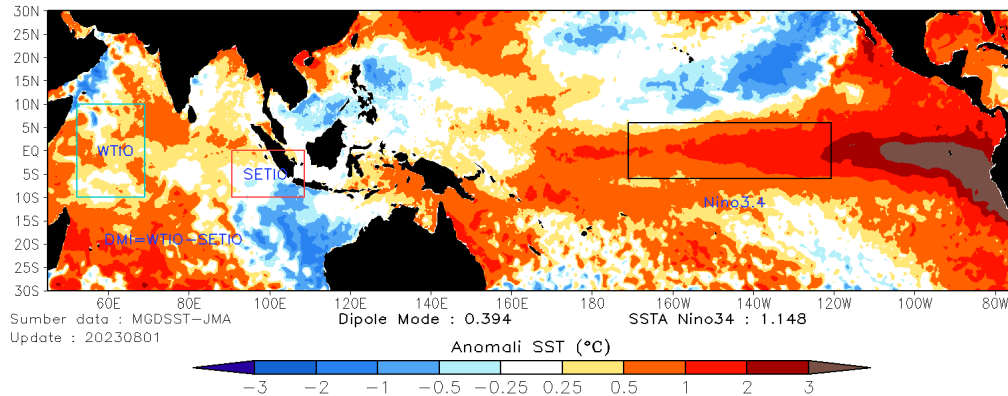 30N
25N
20N
15N
10N
5N
EQ
5S
10S
15S
20S
25S
30S
WTIO
SETIO
Nino3.4
DMI=WTIO-SETIO
60E 80E 100E 120E 140E 160E 180 160W 140W 120W 100W 80W
Sumber data : MGDSST-JMA
Dipole Mode : 0.394
SSTA Nino34 : 1.148
Update : 20230801
Anomali SST (°C)
-3 -2 -1 -0.5 -0.25 0.25 0.5 1 2 3